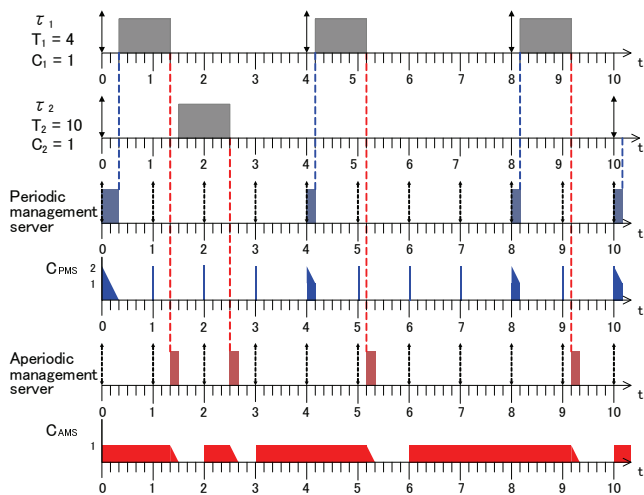 τ 1
T1 = 4
C1 = 1
0 1 2 3 4 5 6 7 8 9 10 t
τ 2
T2 = 10
C2 = 1
0 1 2 3 4 5 6 7 8 9 10 t
Periodic
management
server
0 1 2 3 4 5 6 7 8 9 10 t
CPMS 2
1
0 1 2 3 4 5 6 7 8 9 10 t
Aperiodic
management
server
0 1 2 3 4 5 6 7 8 9 10 t
CAMS 1
0 1 2 3 4 5 6 7 8 9 10 t